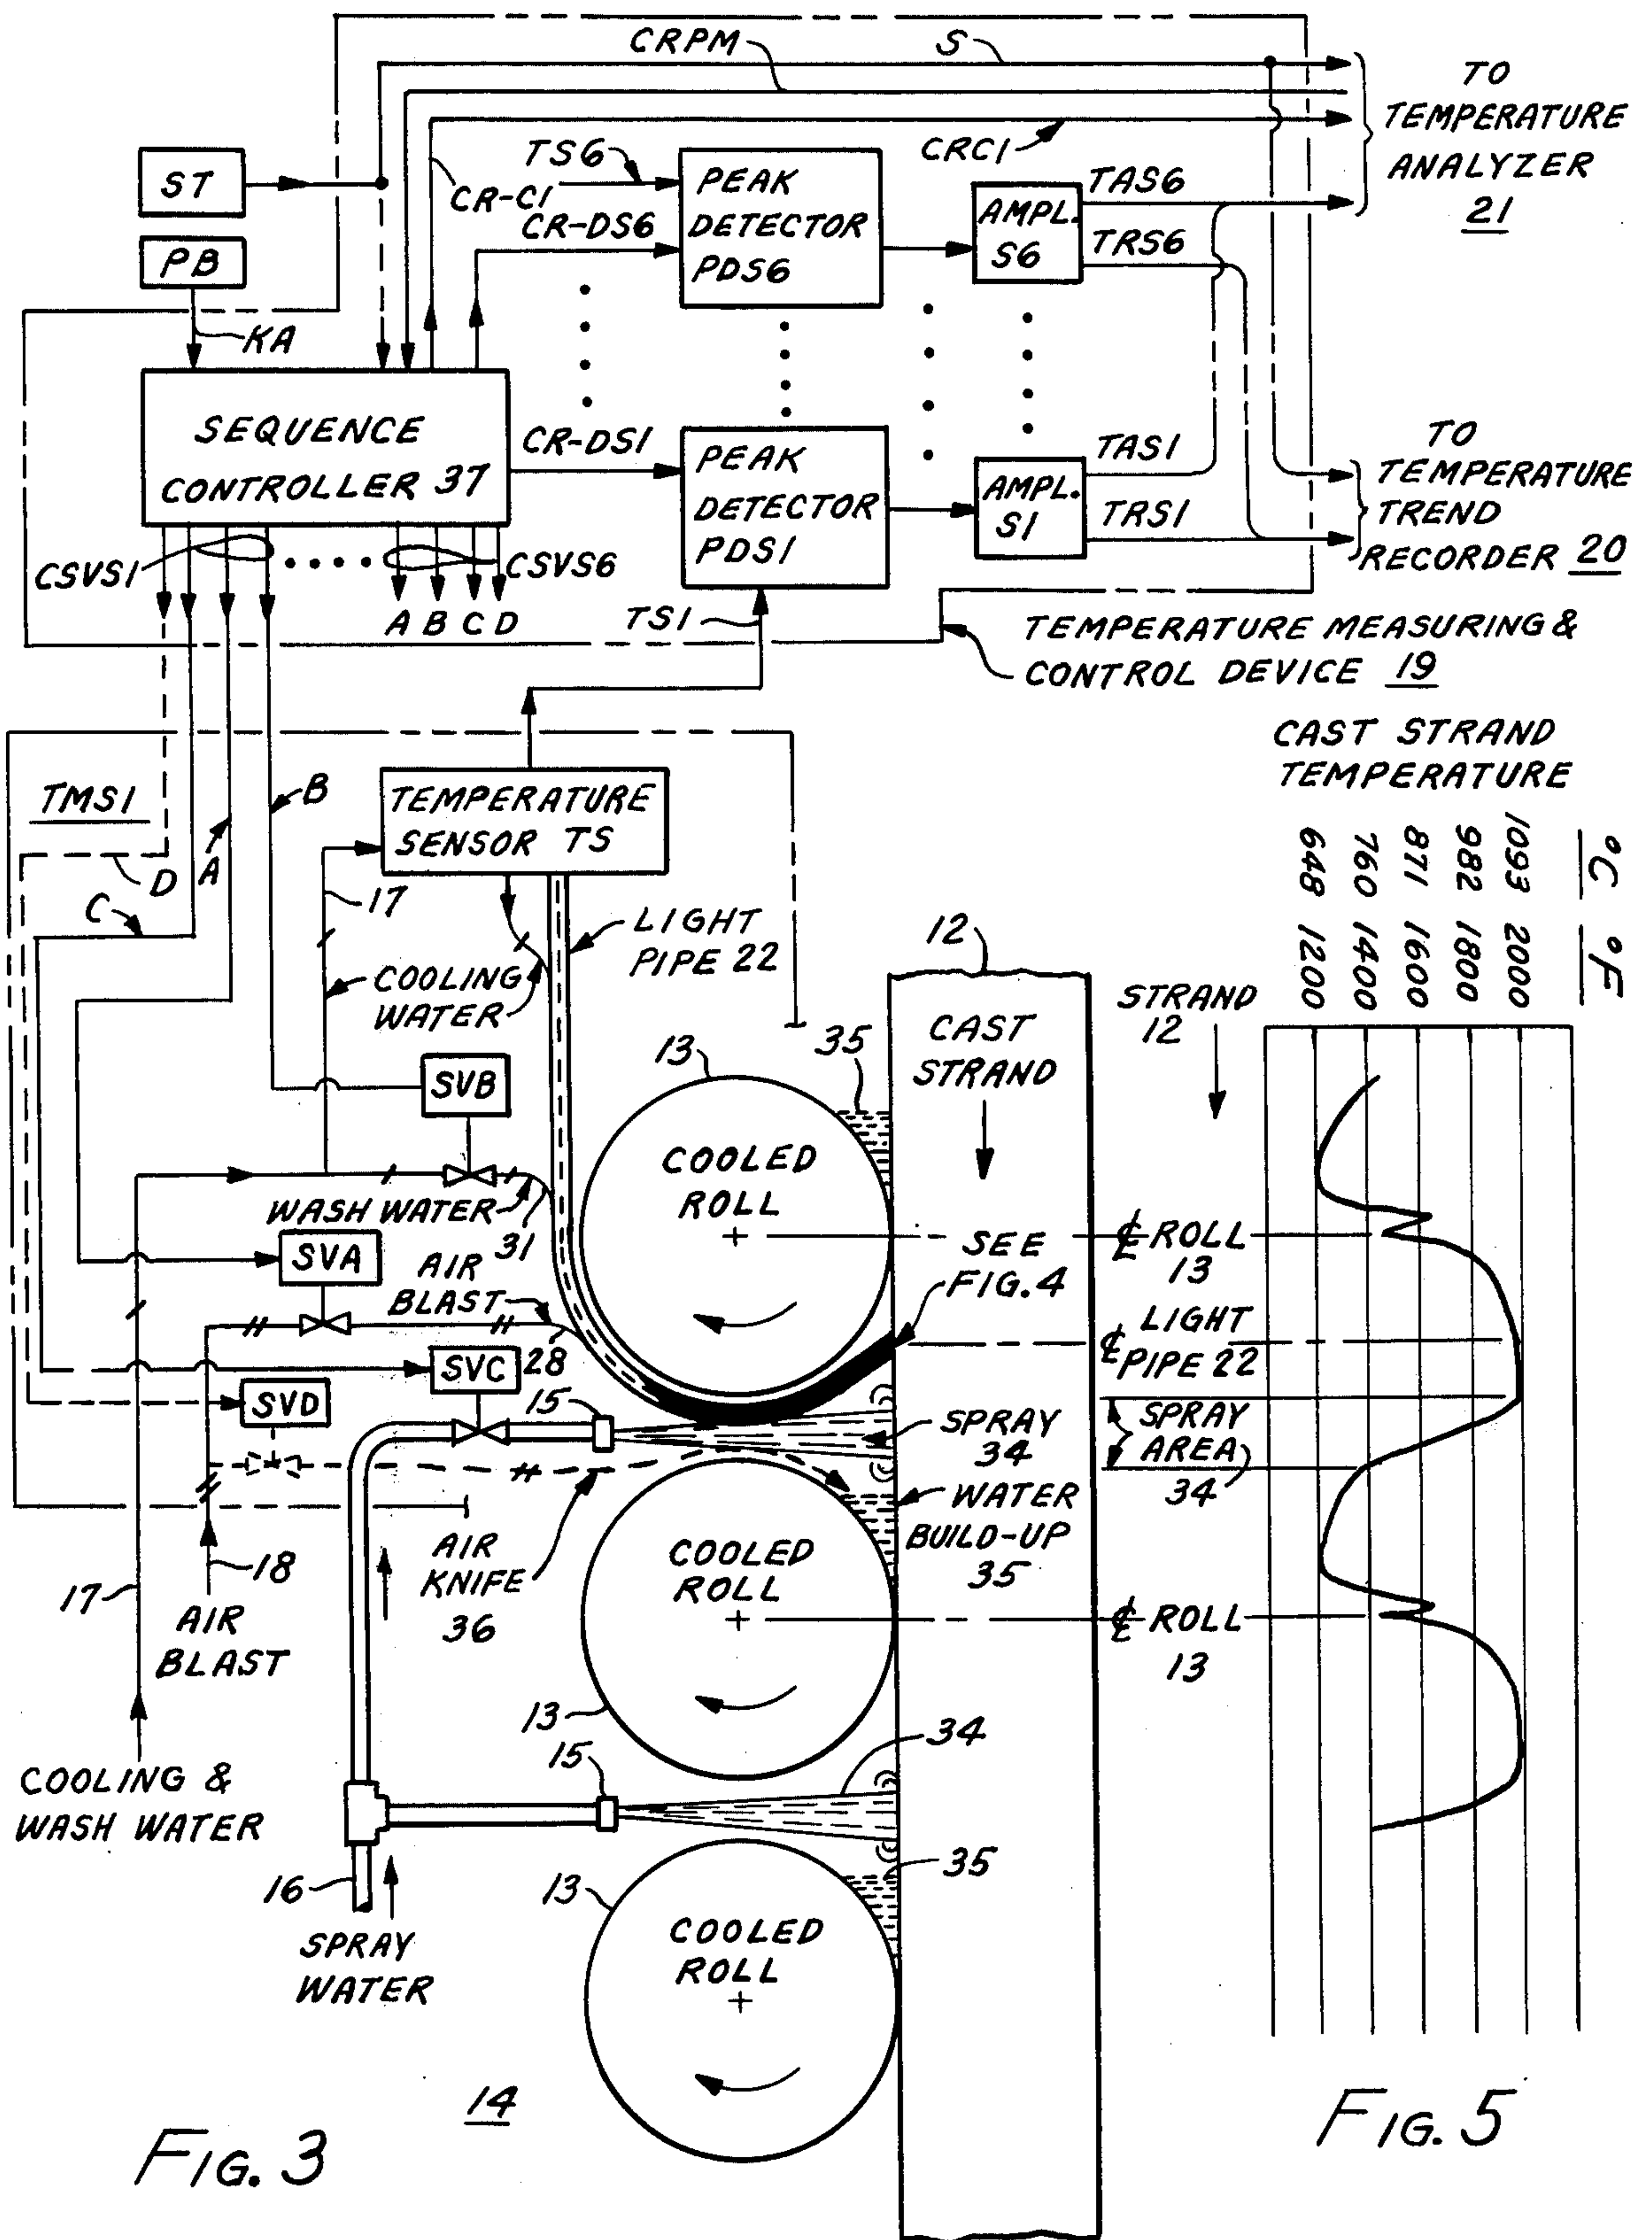 CRPM
S
TO
TEMPERATURE
ANALYZER
21
ST
PB
KA
CR-C1
CRC1
TS6
CR-DS6
PEAK
DETECTOR
PDS6
AMPL.
S6
TAS6
TRS6
SEQUENCE
CONTROLLER 37
CR-DS1
PEAK
DETECTOR
PDS1
AMPL.
S1
TAS1
TRS1
TO
TEMPERATURE
TREND
RECORDER 20
CSVS1
CSVS6
A B C D
TS1
TEMPERATURE MEASURING &
CONTROL DEVICE 19
TMS1
B
A
D
C
TEMPERATURE
SENSOR TS
17
LIGHT
PIPE 22
COOLING
WATER
12
CAST
STRAND
13
35
COOLED
ROLL
SVB
WASH WATER
31
SVA
AIR
BLAST
28
SEE
FIG. 4
SVC
SVD
15
SPRAY
34
WATER
BUILD-UP
35
AIR
KNIFE
36
COOLED
ROLL
13
17
18
AIR
BLAST
COOLING &
WASH WATER
15
34
16
SPRAY
WATER
13
35
COOLED
ROLL
14
FIG. 3
CAST STRAND
TEMPERATURE
°C
1093
982
871
760
648
°F
2000
1800
1600
1400
1200
STRAND
12
℄ ROLL
13
℄ LIGHT
PIPE 22
SPRAY
AREA
34
℄ ROLL
13
FIG. 5